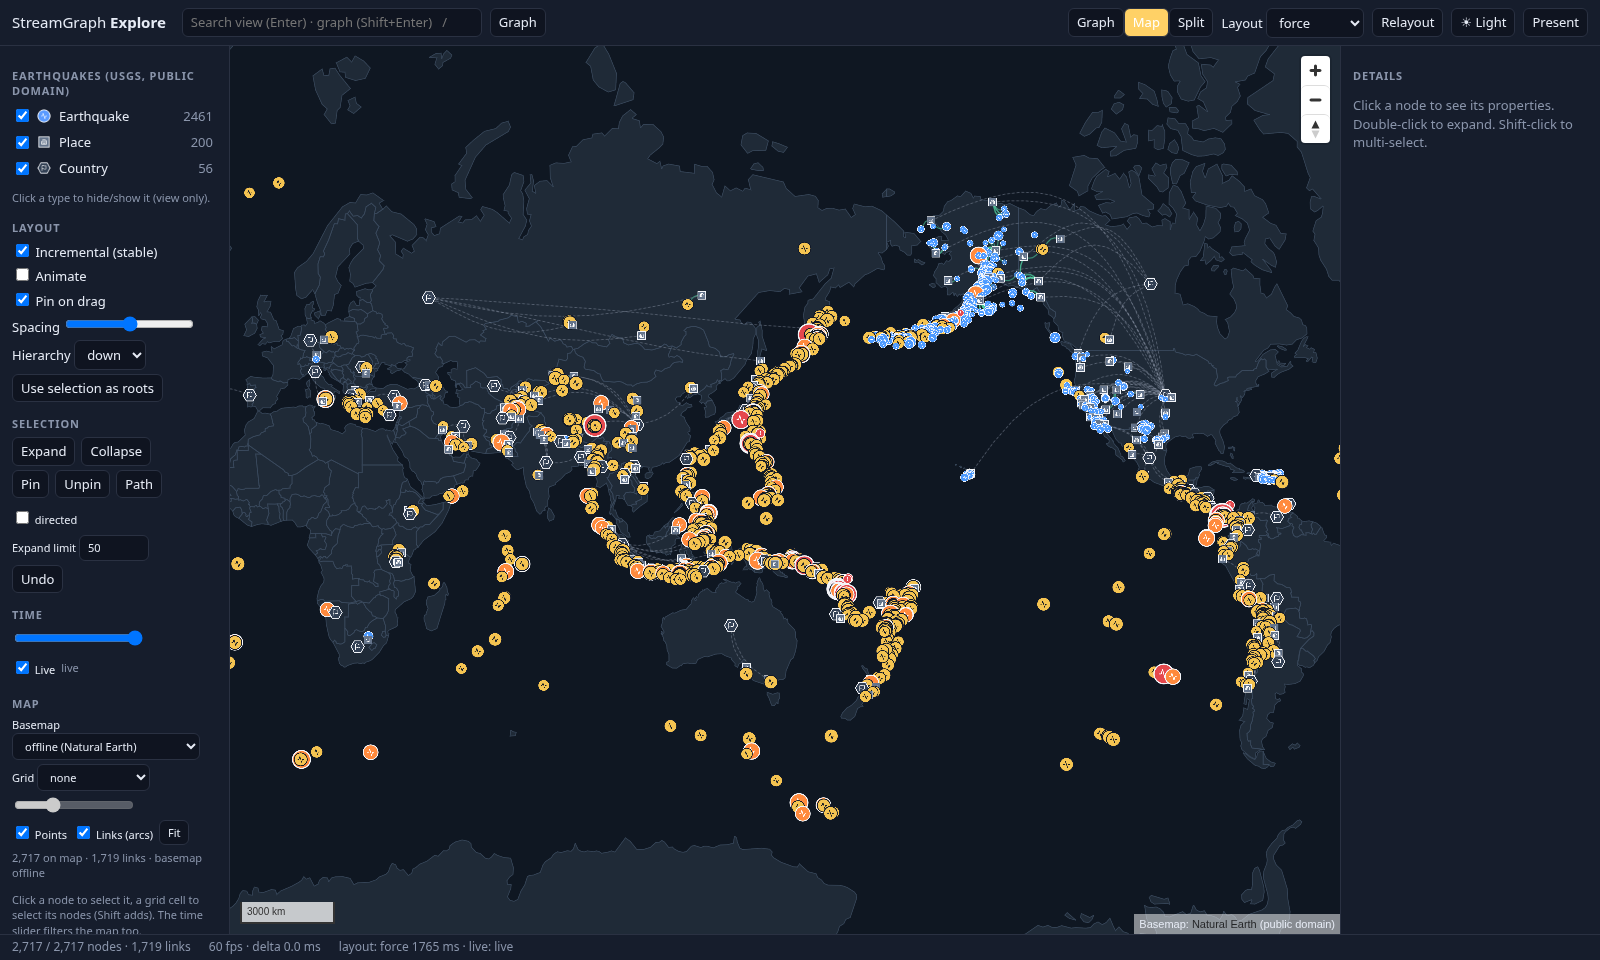 StreamGraph Explore
Search view (Enter) · graph (Shift+Enter) /
Graph
Graph
Map
Split
Layout
force
Relayout
☀ Light
Present
EARTHQUAKES (USGS, PUBLIC
DOMAIN)
Earthquake 2461
Place 200
Country 56
Click a type to hide/show it (view only).
LAYOUT
Incremental (stable)
Animate
Pin on drag
Spacing
Hierarchy down
Use selection as roots
SELECTION
Expand
Collapse
Pin
Unpin
Path
directed
Expand limit 50
Undo
TIME
Live live
MAP
Basemap
offline (Natural Earth)
Grid none
Points
Links (arcs)
Fit
2,717 on map · 1,719 links · basemap
offline
Click a node to select it, a grid cell to
select its nodes (Shift adds). The time
slider filters the map too.
DETAILS
Click a node to see its properties.
Double-click to expand. Shift-click to
multi-select.
3000 km
Basemap: Natural Earth (public domain)
2,717 / 2,717 nodes · 1,719 links
60 fps · delta 0.0 ms
layout: force 1765 ms · live: live